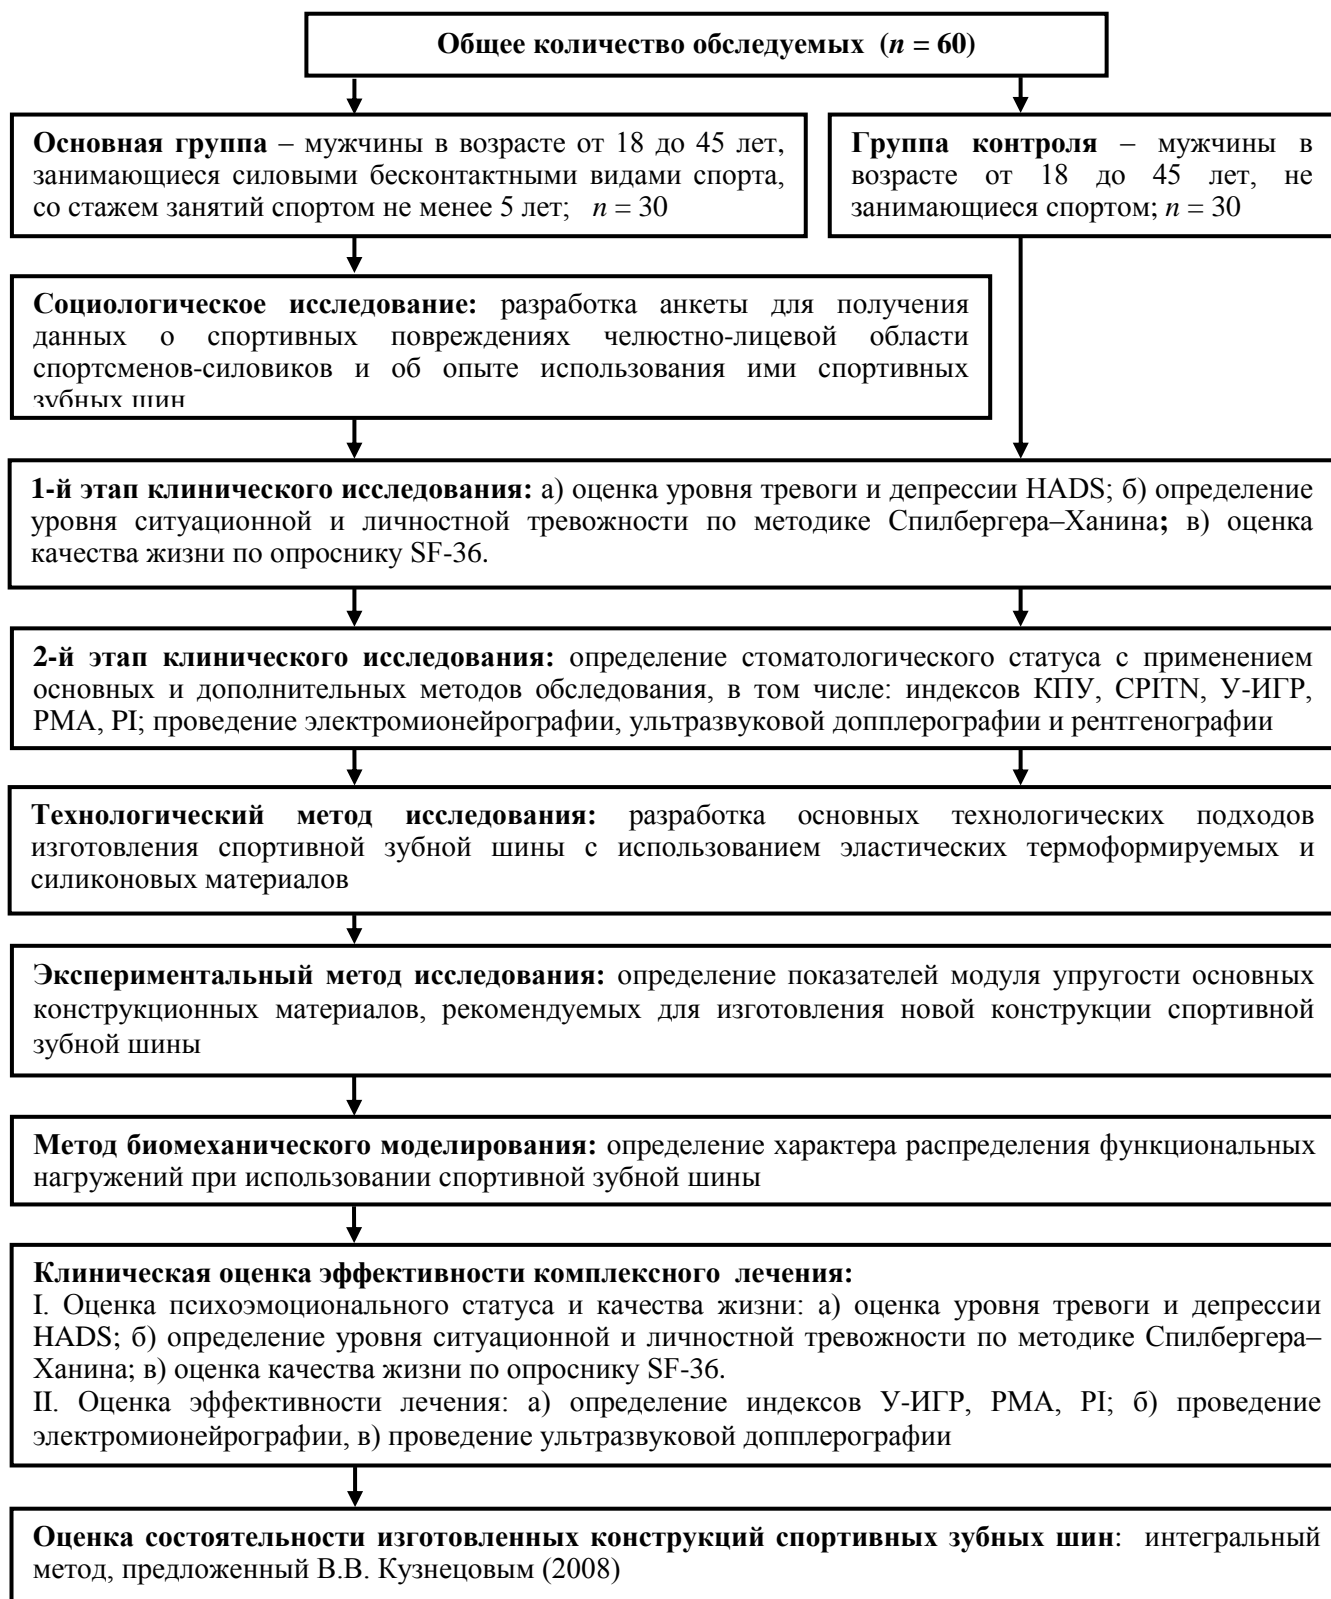 Общее количество обследуемых (n = 60)
Основная группа – мужчины в возрасте от 18 до 45 лет,
занимающиеся силовыми бесконтактными видами спорта,
со стажем занятий спортом не менее 5 лет; n = 30
Группа контроля – мужчины в
возрасте от 18 до 45 лет, не
занимающиеся спортом; n = 30
Социологическое исследование: разработка анкеты для получения
данных о спортивных повреждениях челюстно-лицевой области
спортсменов-силовиков и об опыте использования ими спортивных
зубных шин
1-й этап клинического исследования: а) оценка уровня тревоги и депрессии HADS; б) определение
уровня ситуационной и личностной тревожности по методике Спилбергера–Ханина; в) оценка
качества жизни по опроснику SF-36.
2-й этап клинического исследования: определение стоматологического статуса с применением
основных и дополнительных методов обследования, в том числе: индексов КПУ, CPITN, У-ИГР,
PMA, PI; проведение электромионейрографии, ультразвуковой допплерографии и рентгенографии
Технологический метод исследования: разработка основных технологических подходов
изготовления спортивной зубной шины с использованием эластических термоформируемых и
силиконовых материалов
Экспериментальный метод исследования: определение показателей модуля упругости основных
конструкционных материалов, рекомендуемых для изготовления новой конструкции спортивной
зубной шины
Метод биомеханического моделирования: определение характера распределения функциональных
нагружений при использовании спортивной зубной шины
Клиническая оценка эффективности комплексного лечения:
I. Оценка психоэмоционального статуса и качества жизни: а) оценка уровня тревоги и депрессии
HADS; б) определение уровня ситуационной и личностной тревожности по методике Спилбергера–
Ханина; в) оценка качества жизни по опроснику SF-36.
II. Оценка эффективности лечения: а) определение индексов У-ИГР, PMA, PI; б) проведение
электромионейрографии, в) проведение ультразвуковой допплерографии
Оценка состоятельности изготовленных конструкций спортивных зубных шин: интегральный
метод, предложенный В.В. Кузнецовым (2008)